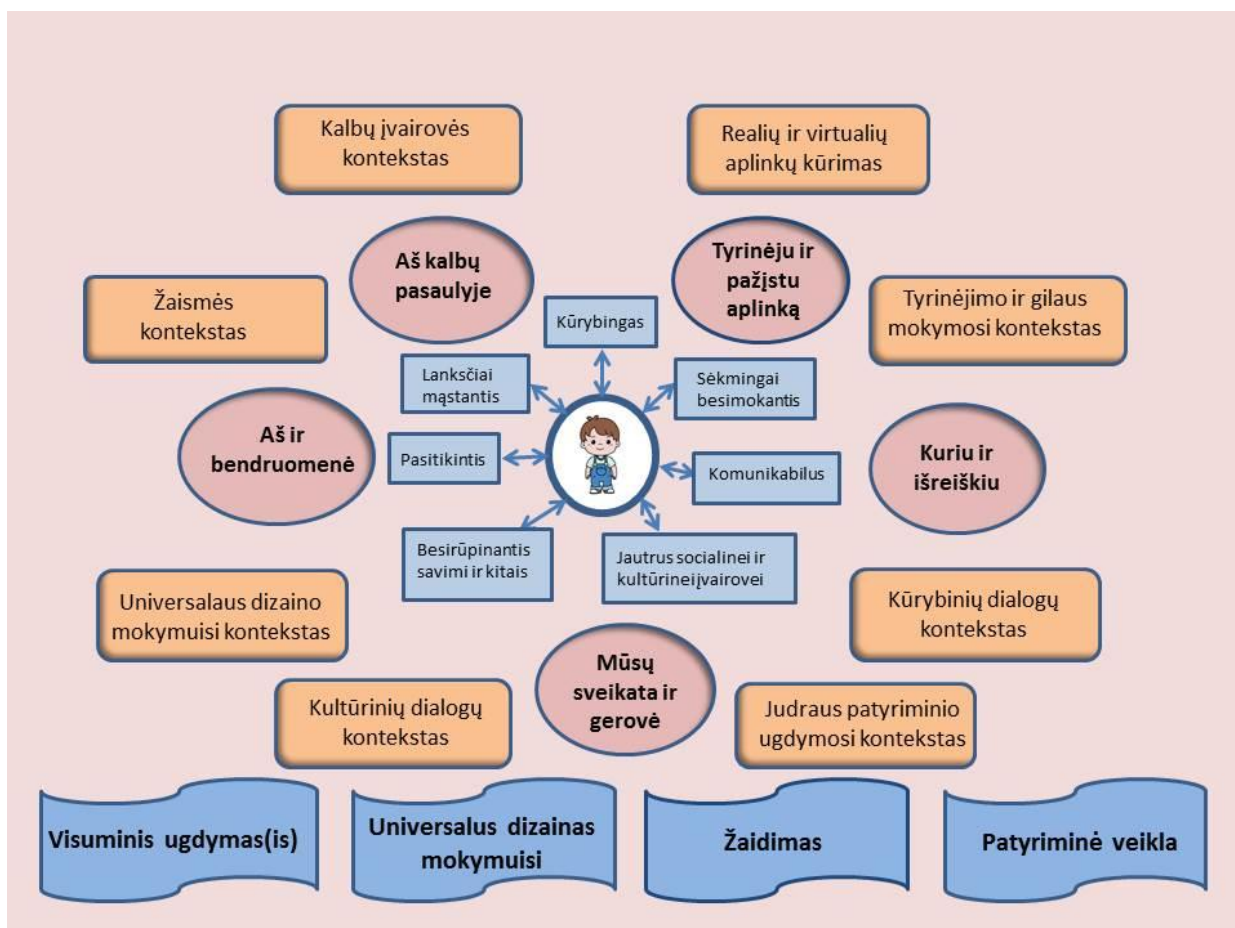 Kalbų įvairovės
kontekstas
Realių ir virtualių
aplinkų kūrimas
Aš kalbų
pasaulyje
Tyrinėju ir
pažįstu
aplinką
Žaismės
kontekstas
Tyrinėjimo ir gilaus
mokymosi kontekstas
Kūrybingas
Lanksčiai
mąstantis
Sėkmingai
besimokantis
Aš ir
bendruomenė
Pasitikintis
Komunikabilus
Kuriu ir
išreiškiu
Besirūpinantis
savimi ir kitais
Jautrus socialinei ir
kultūrineiįvairovei
Universalaus dizaino
mokymuisi kontekstas
Kūrybinių dialogų
kontekstas
Mūsų
sveikata ir
gerovė
Kultūrinių dialogų
kontekstas
Judraus patyriminio
ugdymosi kontekstas
Visuminis ugdymas(is)
Universalus dizainas
mokymuisi
Žaidimas
Patyriminė veikla